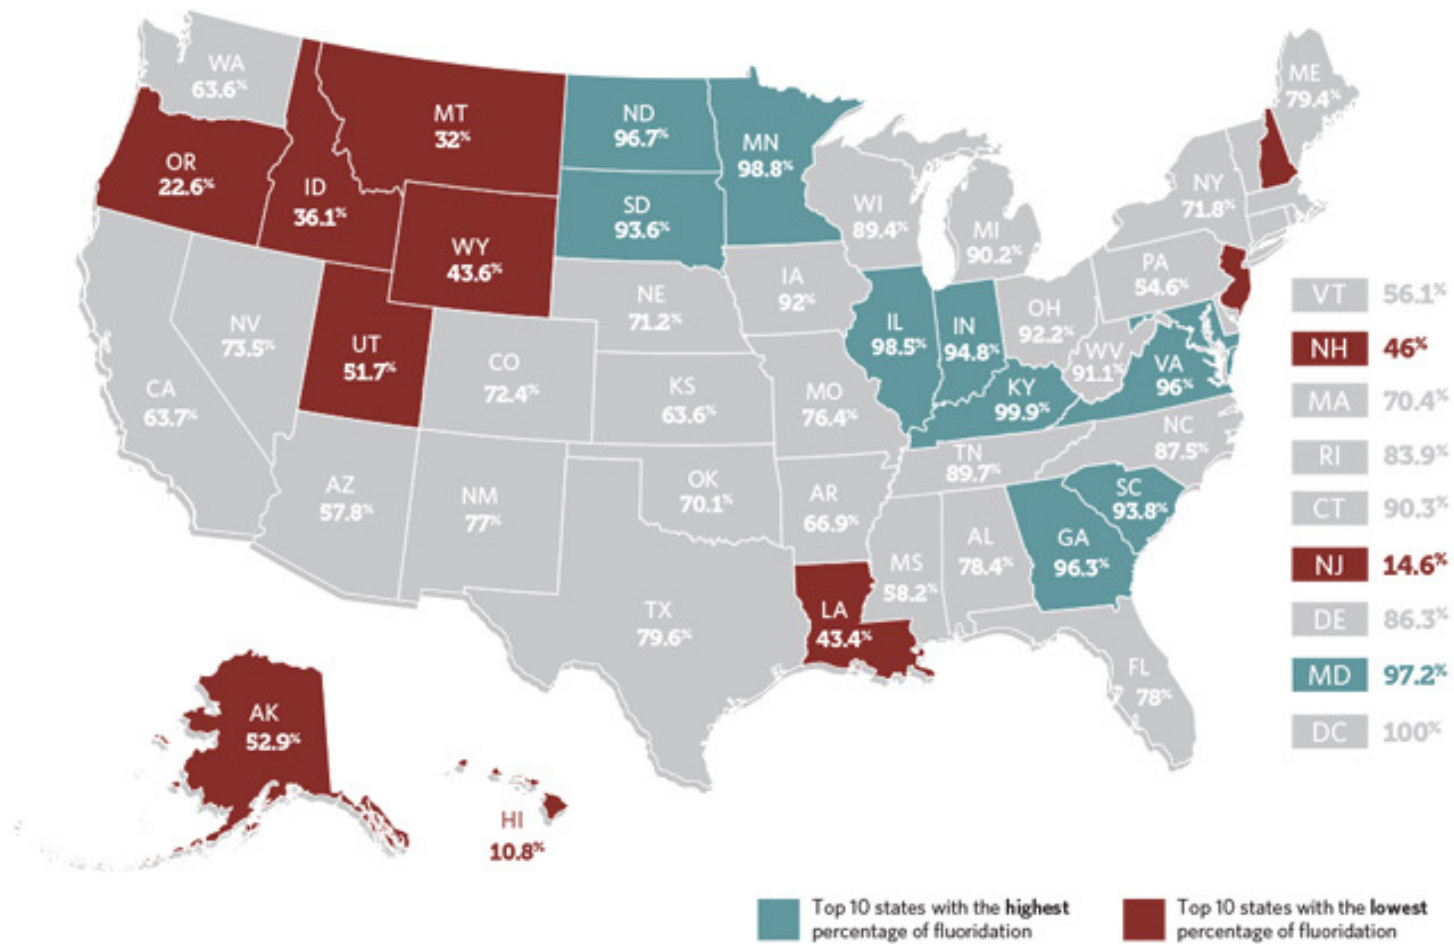 WA
63.6%
MT
32%
ND
96.7%
MN
98.8%
ME
79.4%
OR
22.6%
ID
36.1%
SD
93.6%
WI
89.4%
MI
90.2%
NY
71.8%
WY
43.6%
IA
92%
PA
54.6%
NE
71.2%
NV
73.5%
UT
51.7%
CO
72.4%
IL
98.5%
IN
94.8%
OH
92.2%
WV
91.1%
VA
96%
CA
63.7%
KS
63.6%
MO
76.4%
KY
99.9%
NC
87.5%
TN
89.7%
AZ
57.8%
NM
77%
OK
70.1%
AR
66.9%
SC
93.8%
MS
58.2%
AL
78.4%
GA
96.3%
TX
79.6%
LA
43.4%
FL
78%
AK
52.9%
HI
10.8%
VT 56.1%
NH 46%
MA 70.4%
RI 83.9%
CT 90.3%
NJ 14.6%
DE 86.3%
MD 97.2%
DC 100%
Top 10 states with the highest
percentage of fluoridation
Top 10 states with the lowest
percentage of fluoridation